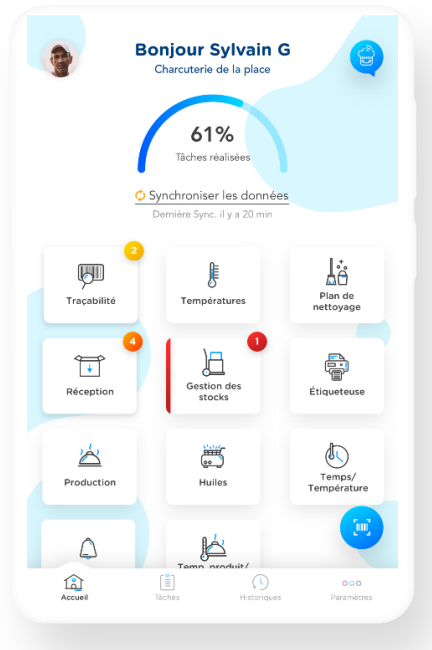 Bonjour Sylvain G
Charcuterie de la place
61%
Tâches réalisées
Synchroniser les données
Dernière Sync. il y a 20 min
2
Traçabilité
Températures
Plan de
nettoyage
4
1
Réception
Gestion des
stocks
Étiqueteuse
Production
Huiles
Temps/
Température
Temp. produit/
Accueil
Tâches
Historiques
Paramètres